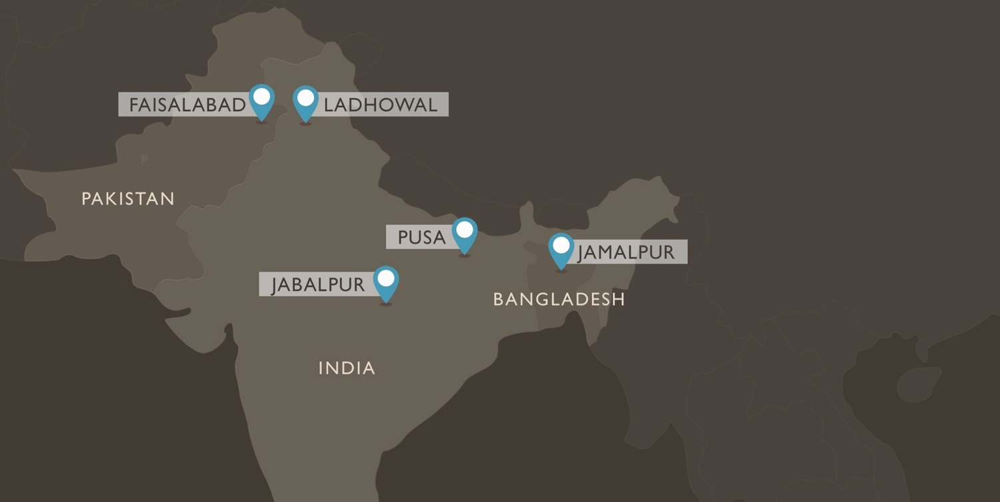 FAISALABAD
LADHOWAL
PAKISTAN
PUSA
JAMALPUR
JABALPUR
BANGLADESH
INDIA